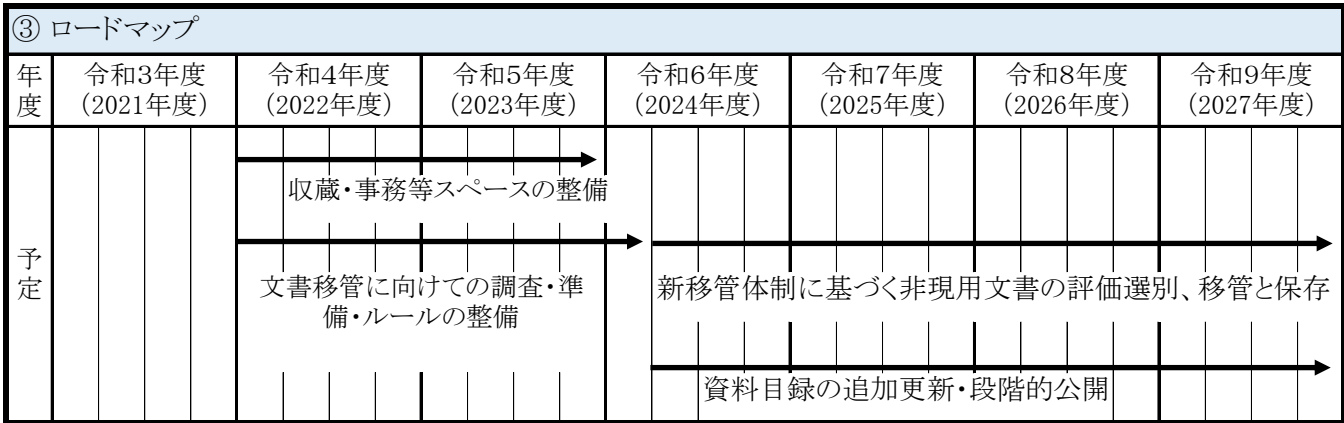 ③ ロードマップ
年度
令和3年度
(2021年度)
令和4年度
(2022年度)
令和5年度
(2023年度)
令和6年度
(2024年度)
令和7年度
(2025年度)
令和8年度
(2026年度)
令和9年度
(2027年度)
予定
収蔵・事務等スペースの整備
文書移管に向けての調査・準
備・ルールの整備
新移管体制に基づく非現用文書の評価選別、移管と保存
資料目録の追加更新・段階的公開